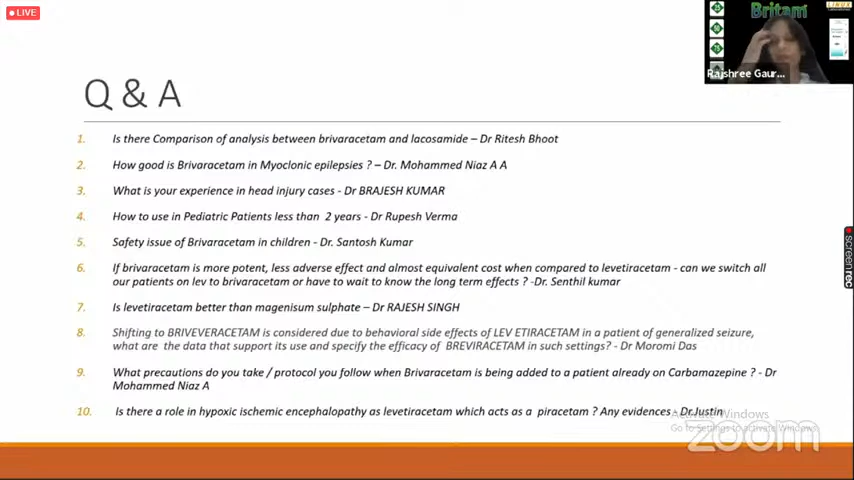 LIVE
Britam
Rajshree Gaur...
Q & A
1. Is there Comparison of analysis between brivaracetam and lacosamide – Dr Ritesh Bhoot
2. How good is Brivaracetam in Myoclonic epilepsies ? – Dr. Mohammed Niaz A A
3. What is your experience in head injury cases - Dr BRAJESH KUMAR
4. How to use in Pediatric Patients less than 2 years - Dr Rupesh Verma
5. Safety issue of Brivaracetam in children - Dr. Santosh Kumar
6. If brivaracetam is more potent, less adverse effect and almost equivalent cost when compared to levetiracetam - can we switch all
our patients on lev to brivaracetam or have to wait to know the long term effects ? -Dr. Senthil kumar
7. Is levetiracetam better than magenisum sulphate – Dr RAJESH SINGH
8. Shifting to BRIVEVERACETAM is considered due to behavioral side effects of LEV ETIRACETAM in a patient of generalized seizure,
what are the data that support its use and specify the efficacy of BREVIRACETAM in such settings? - Dr Moromi Das
9. What precautions do you take / protocol you follow when Brivaracetam is being added to a patient already on Carbamazepine ? - Dr
Mohammed Niaz A
10. Is there a role in hypoxic ischemic encephalopathy as levetiracetam which acts as a piracetam ? Any evidences - Dr.Justin
Activate Windows
Go to Settings to activate Windows.
zoom
screenrec